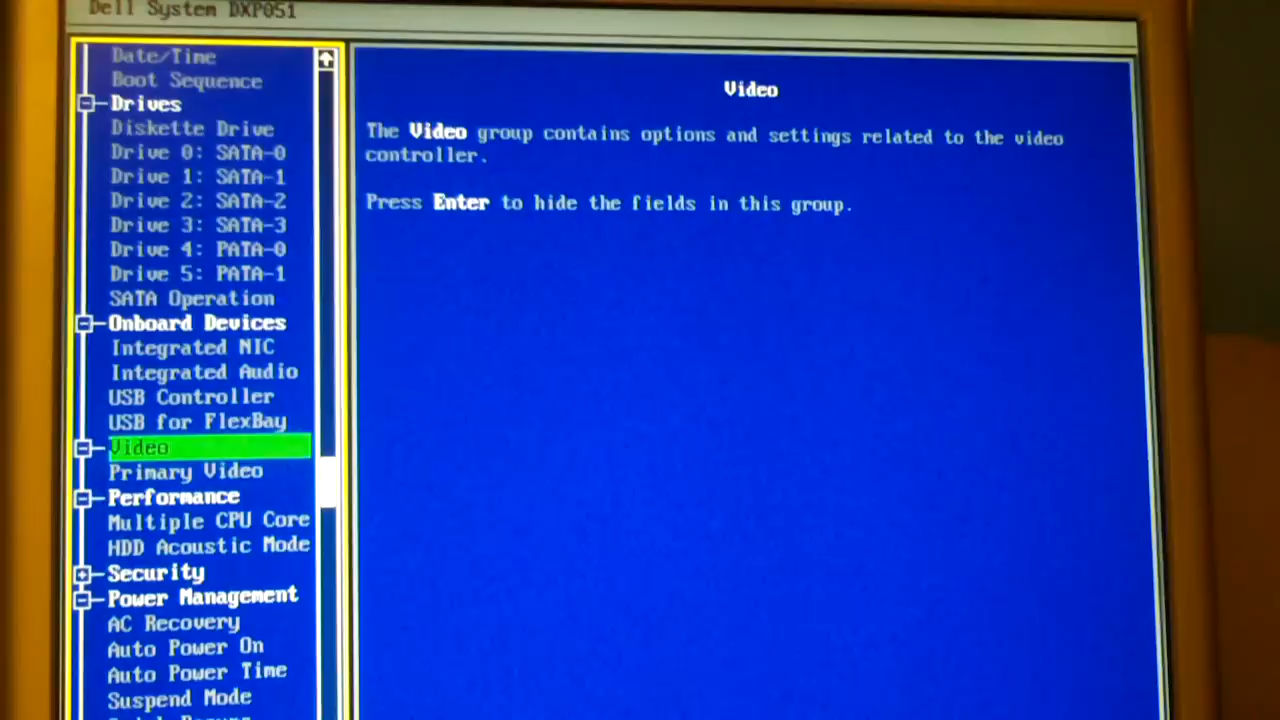 Dell System DXP051
Date/Time
Boot Sequence
Drives
Diskette Drive
Drive 0: SATA-0
Drive 1: SATA-1
Drive 2: SATA-2
Drive 3: SATA-3
Drive 4: PATA-0
Drive 5: PATA-1
SATA Operation
Onboard Devices
Integrated NIC
Integrated Audio
USB Controller
USB for FlexBay
Video
Primary Video
Performance
Multiple CPU Core
HDD Acoustic Mode
Security
Power Management
AC Recovery
Auto Power On
Auto Power Time
Suspend Mode
Video
The Video group contains options and settings related to the video
controller.
Press Enter to hide the fields in this group.